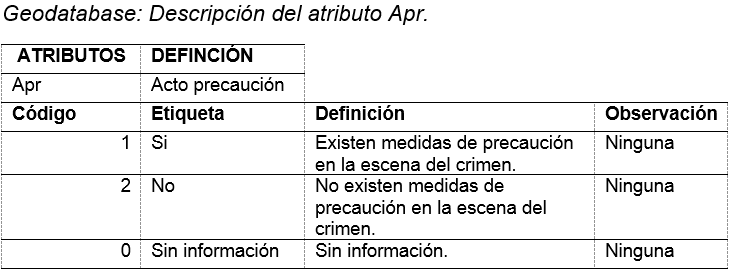 Geodatabase: Descripción del atributo Apr.
ATRIBUTOS DEFINCIÓN
Apr Acto precaución
Código Etiqueta Definición Observación
1 Si Existen medidas de precaución Ninguna
en la escena del crimen.
2 No No existen medidas de Ninguna
precaución en la escena del
crimen.
0 Sin información Sin información. Ninguna